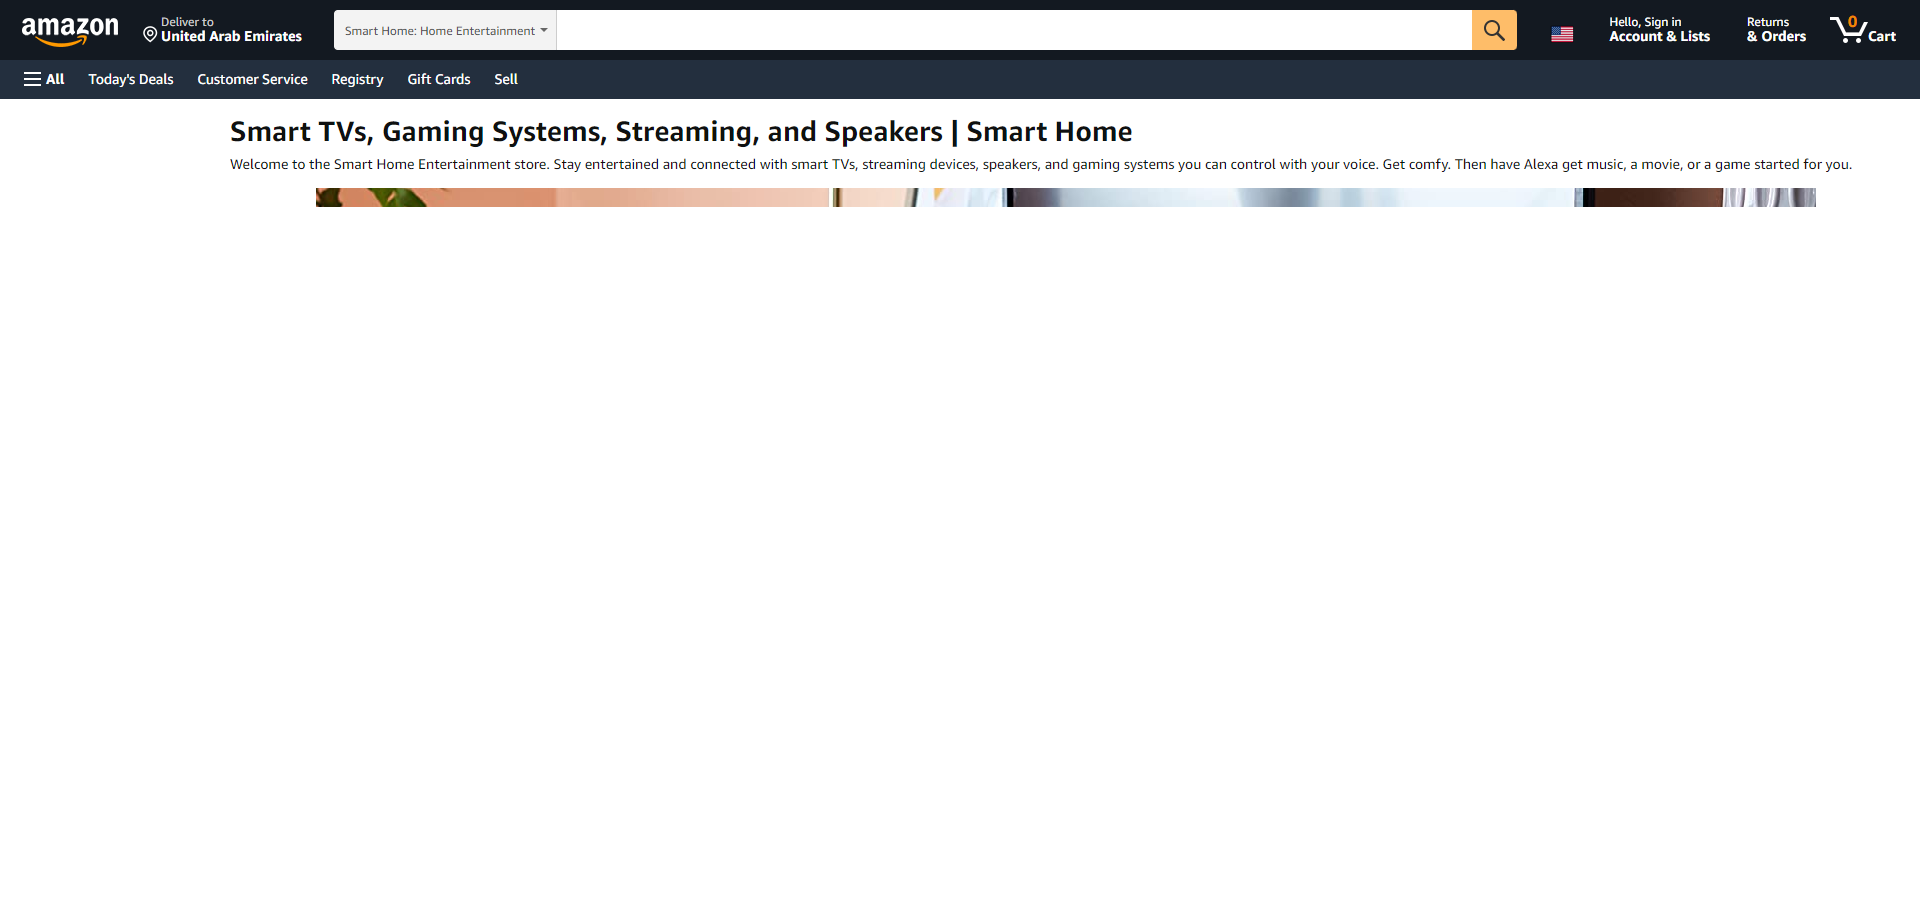 amazon
Deliver to
United Arab Emirates
Smart Home: Home Entertainment
Hello, Sign in
Account & Lists
Returns
& Orders
0
Cart
All
Today's Deals
Customer Service
Registry
Gift Cards
Sell
Smart TVs, Gaming Systems, Streaming, and Speakers | Smart Home
Welcome to the Smart Home Entertainment store. Stay entertained and connected with smart TVs, streaming devices, speakers, and gaming systems you can control with your voice. Get comfy. Then have Alexa get music, a movie, or a game started for you.